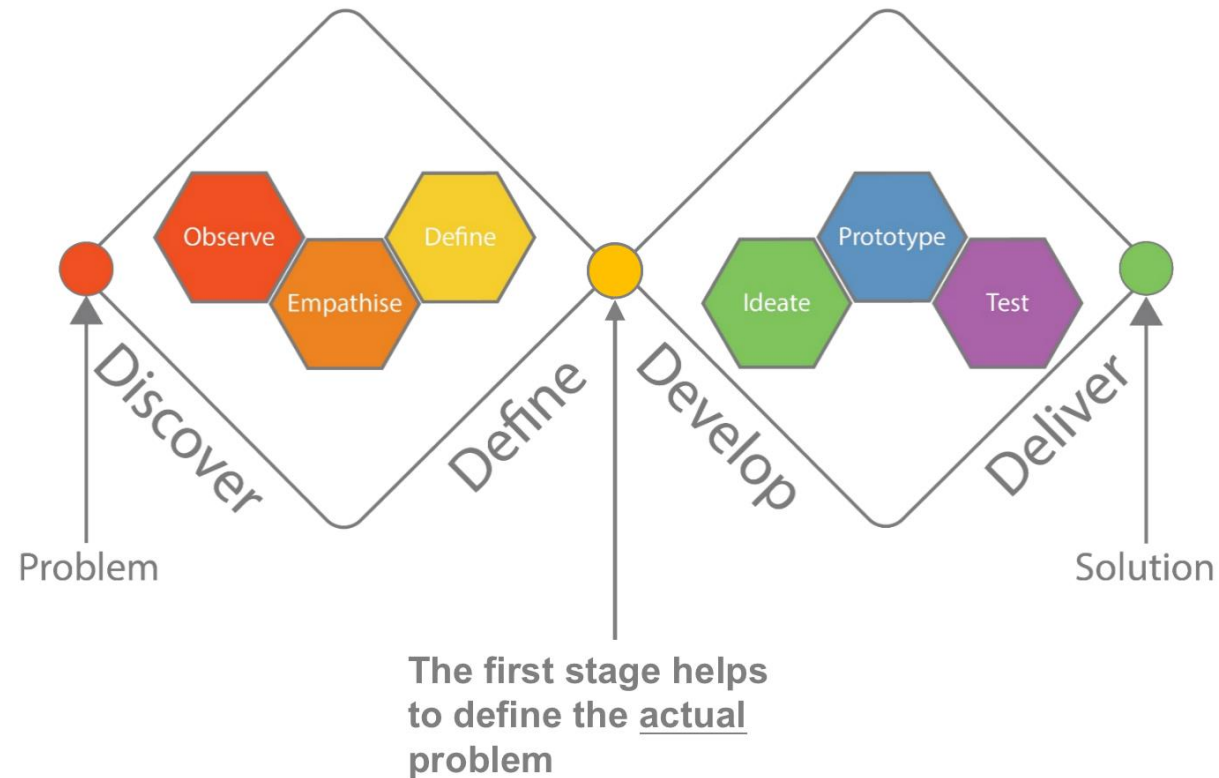 Observe
Empathise
Define
Ideate
Prototype
Test
Discover
Define
Develop
Deliver
Problem
Solution
The first stage helps
to define the actual
problem